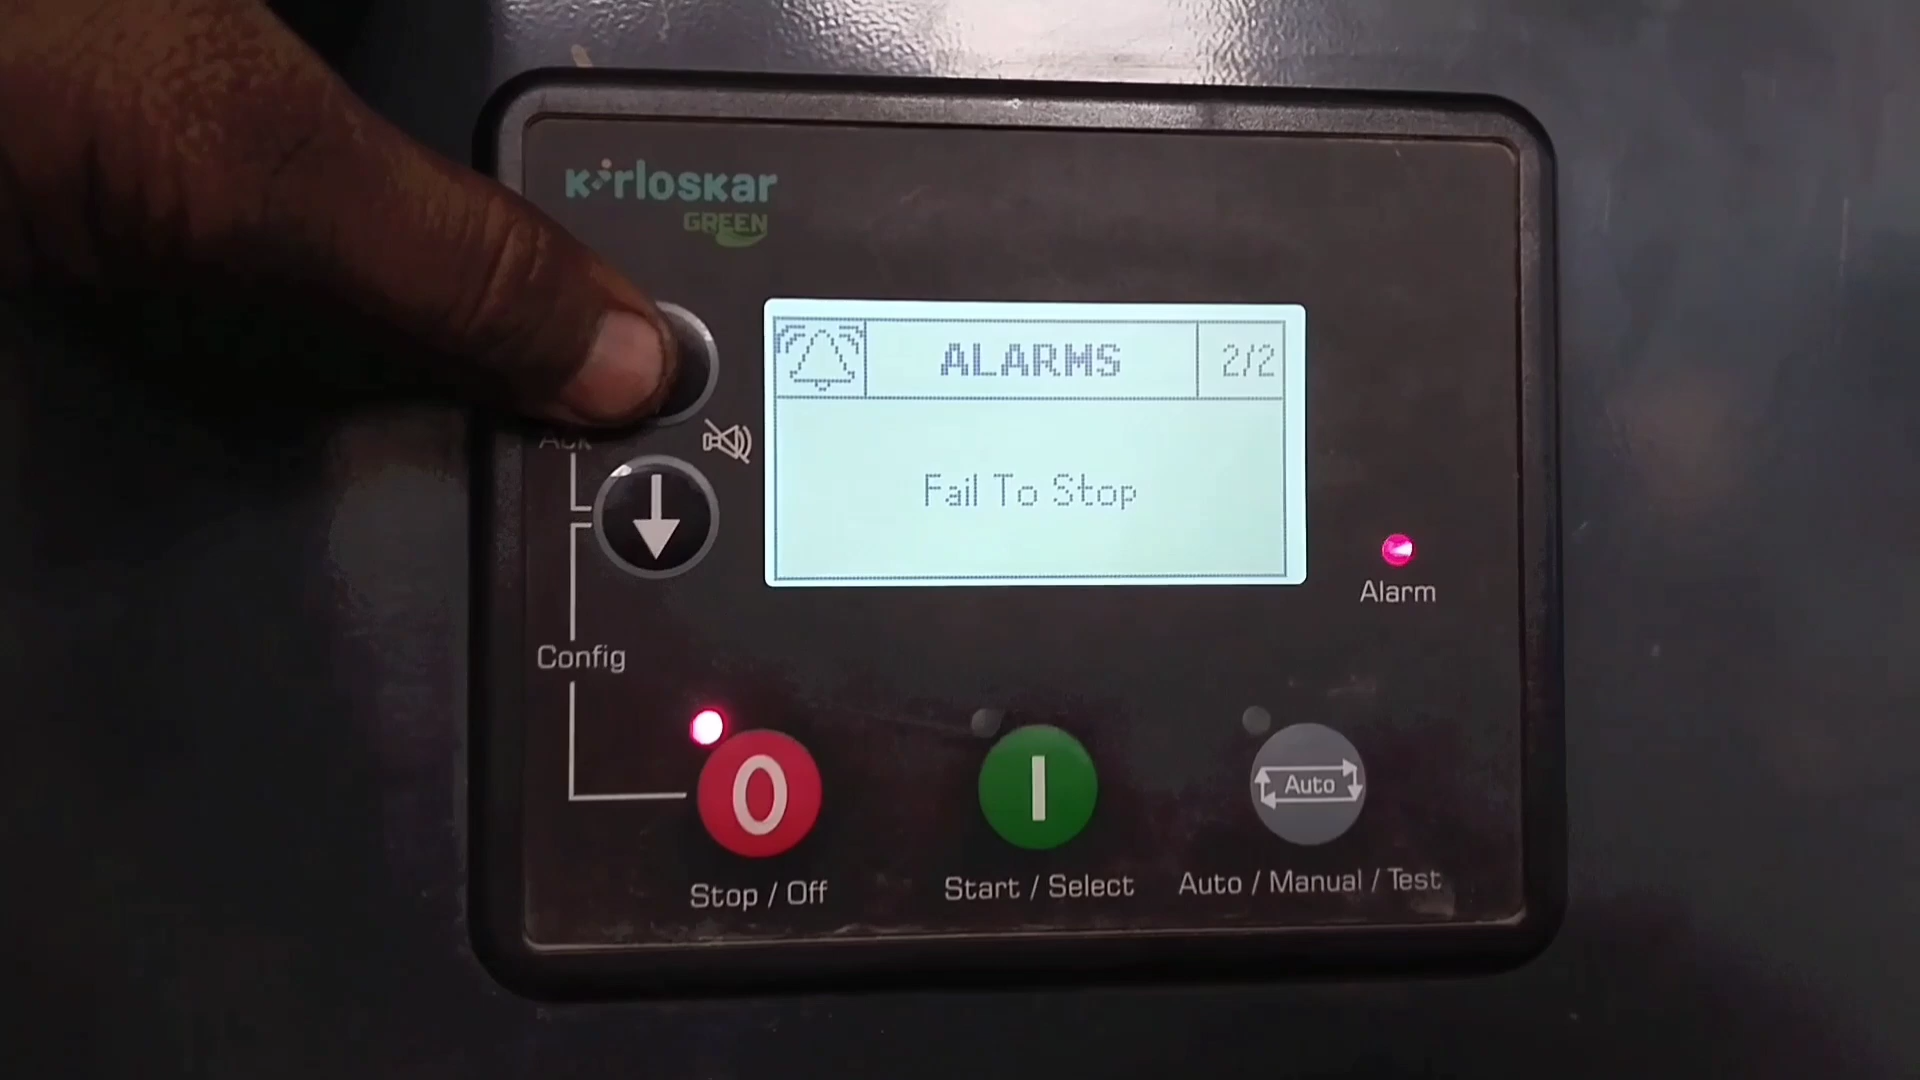 Kirloskar
GREEN
ALARMS 2/2
Fail To Stop
Ack
Alarm
Config
0 I Auto
Stop / Off Start / Select Auto / Manual / Test